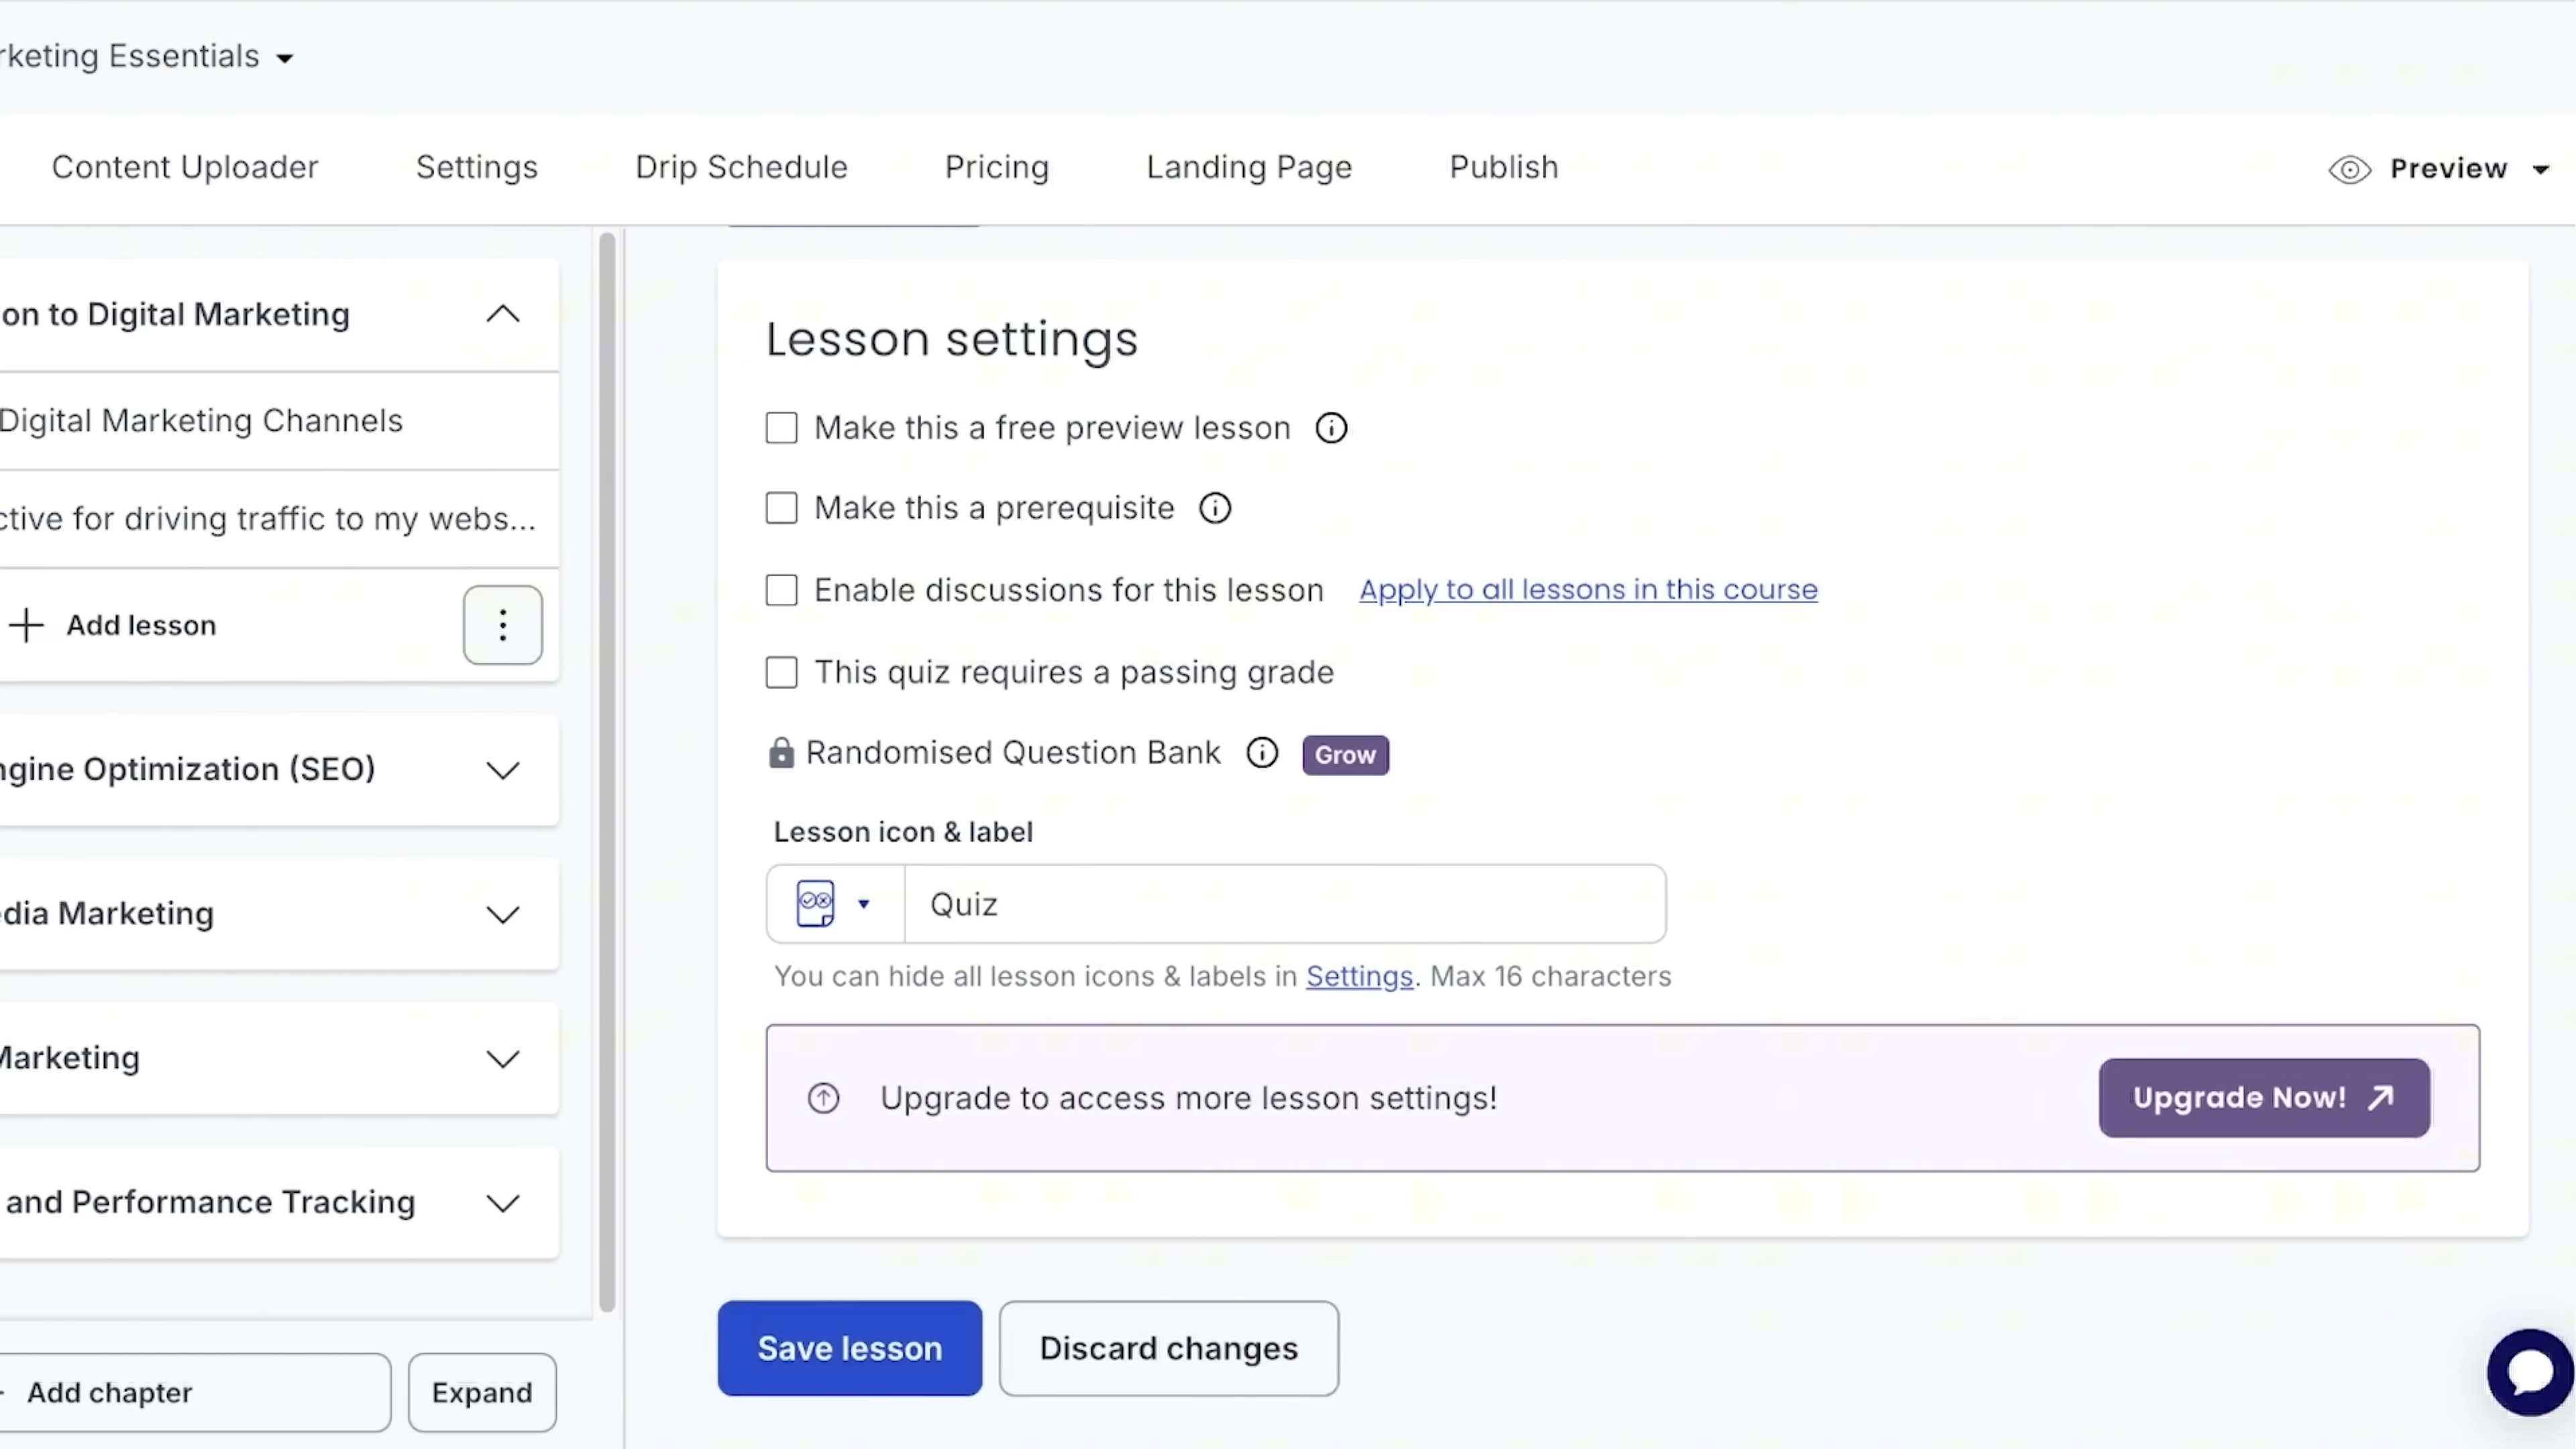 rketing Essentials
Content Uploader Settings Drip Schedule Pricing Landing Page Publish Preview
on to Digital Marketing
Digital Marketing Channels
ctive for driving traffic to my webs...
Add lesson
ngine Optimization (SEO)
edia Marketing
Marketing
and Performance Tracking
Add chapter
Expand
Lesson settings
Make this a free preview lesson
Make this a prerequisite
Enable discussions for this lesson Apply to all lessons in this course
This quiz requires a passing grade
Randomised Question Bank Grow
Lesson icon & label
Quiz
You can hide all lesson icons & labels in Settings. Max 16 characters
Upgrade to access more lesson settings! Upgrade Now!
Save lesson Discard changes